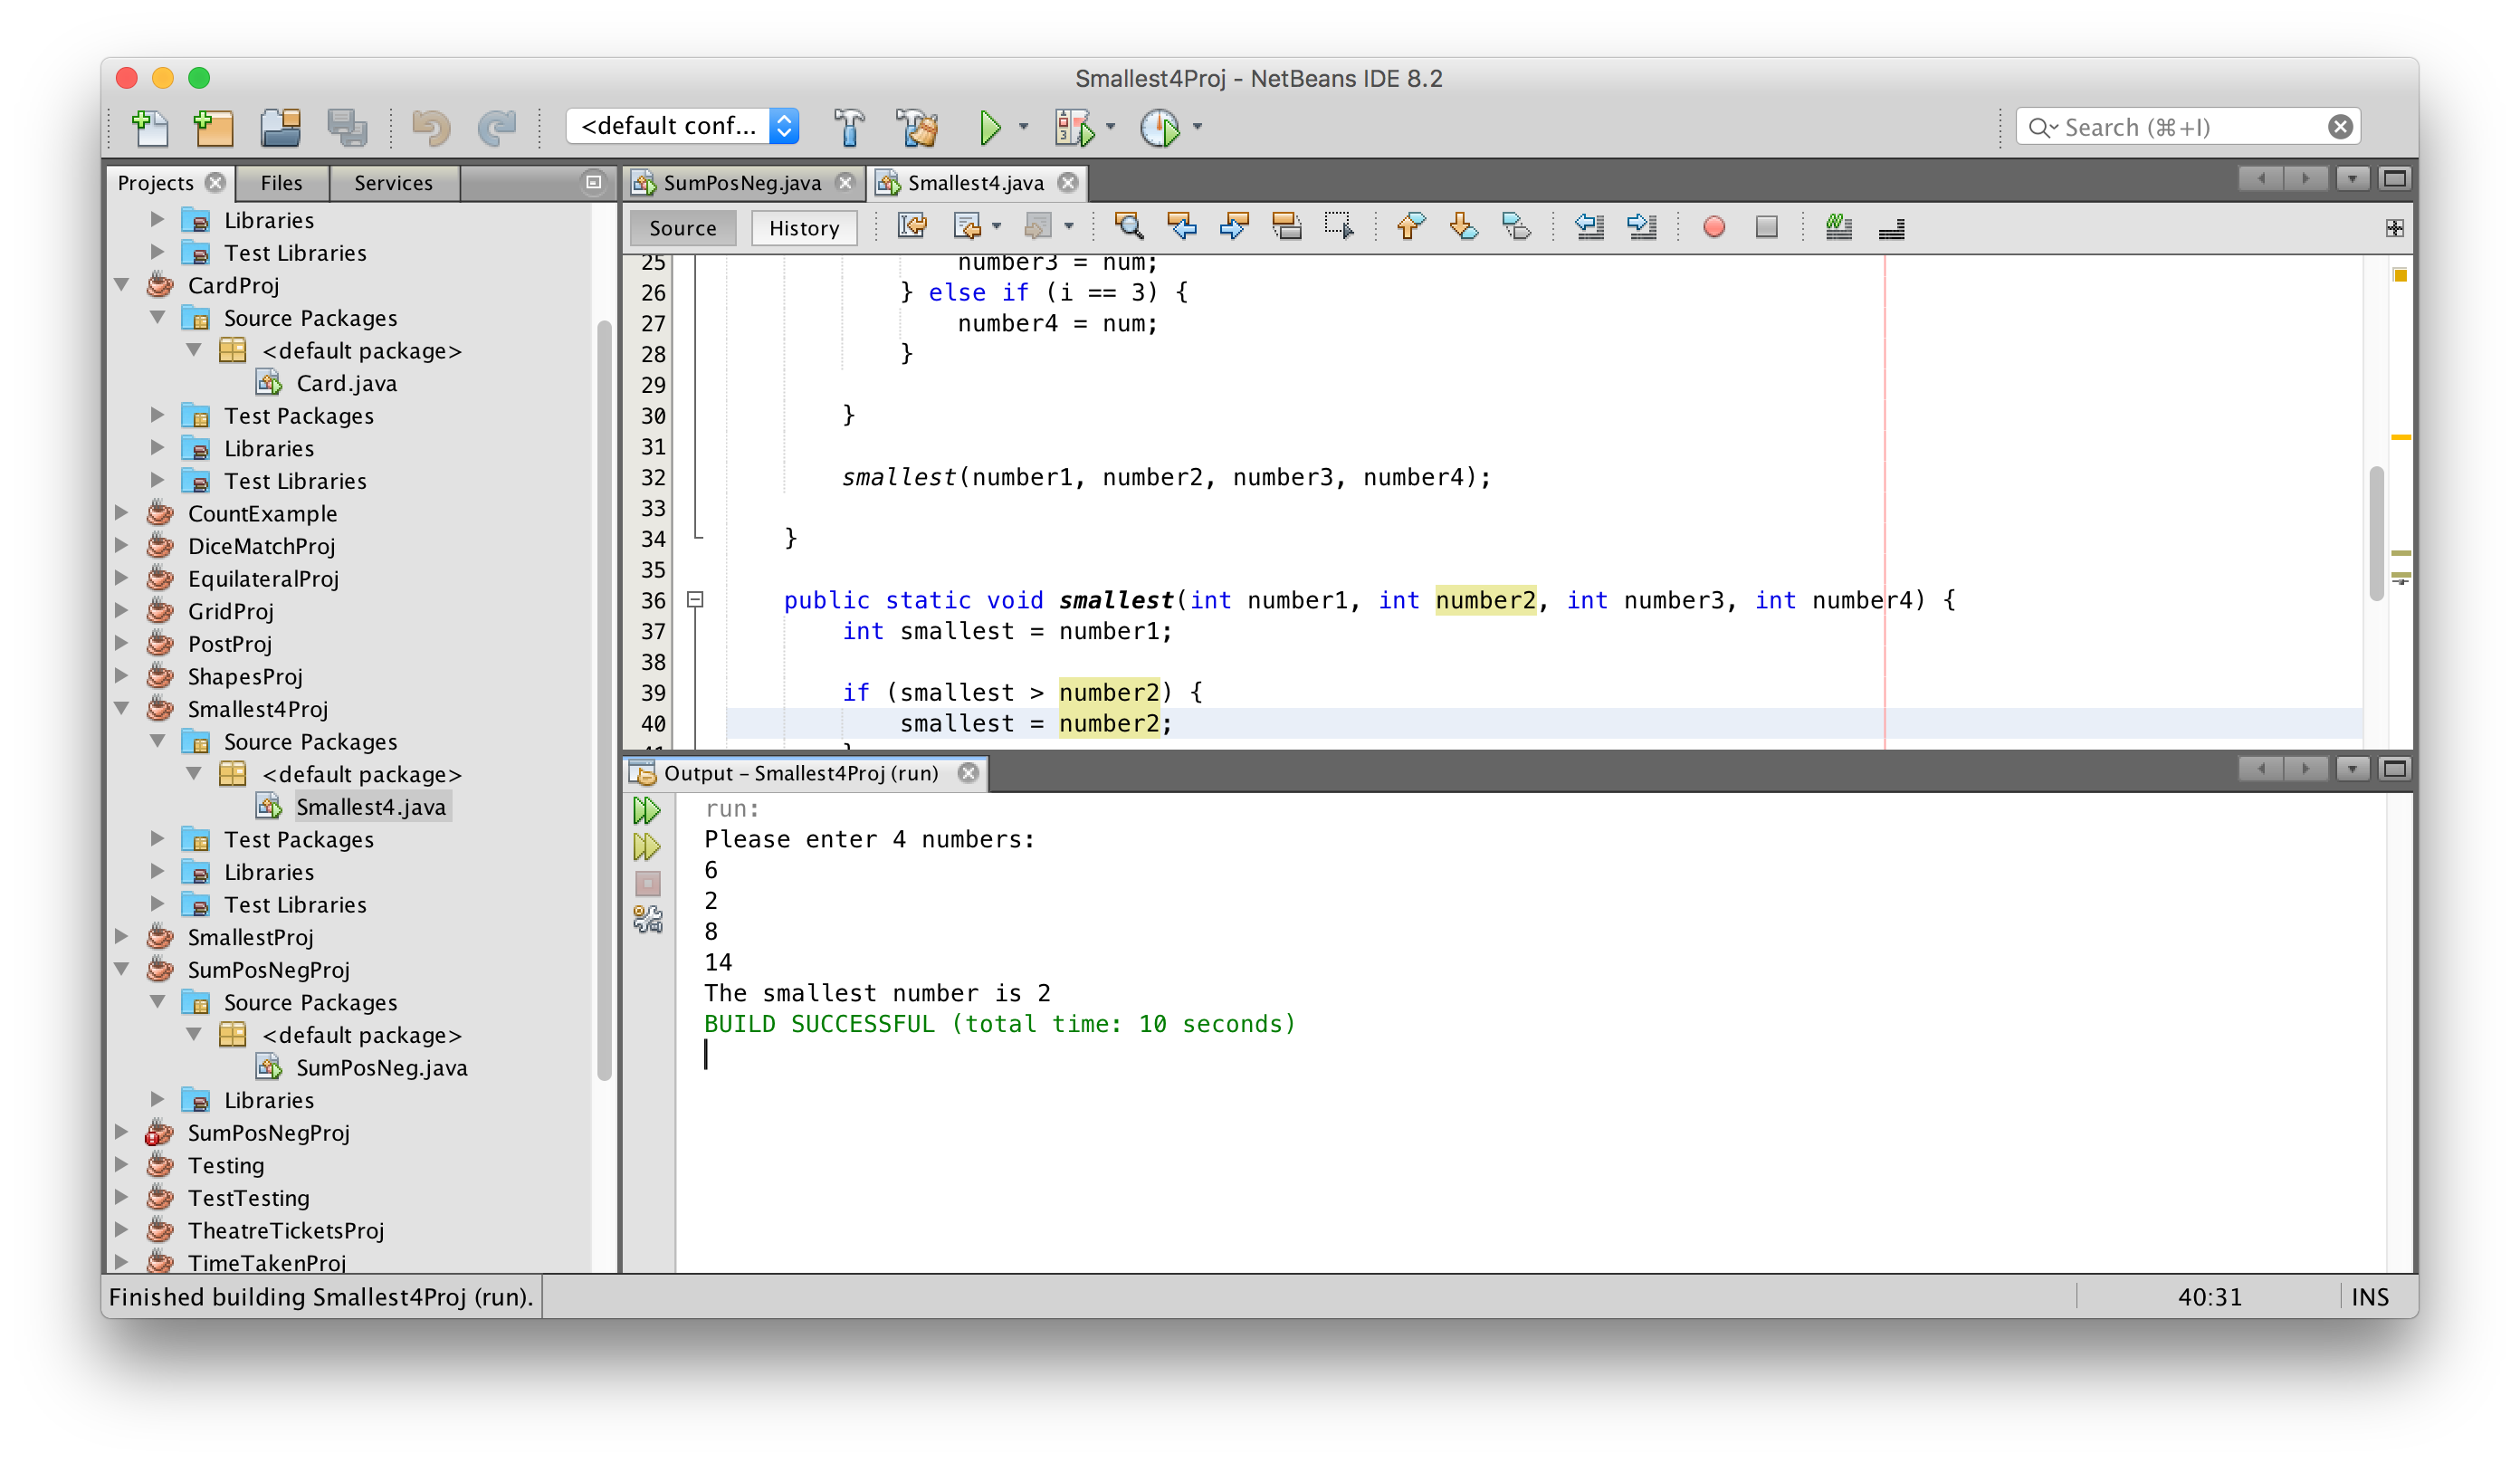 Smallest4Proj - NetBeans IDE 8.2
<default conf...
Search (⌘+I)
Projects
Files
Services
Libraries
Test Libraries
CardProj
Source Packages
<default package>
Card.java
Test Packages
Libraries
Test Libraries
CountExample
DiceMatchProj
EquilateralProj
GridProj
PostProj
ShapesProj
Smallest4Proj
Source Packages
<default package>
Smallest4.java
Test Packages
Libraries
Test Libraries
SmallestProj
SumPosNegProj
Source Packages
<default package>
SumPosNeg.java
Libraries
SumPosNegProj
Testing
TestTesting
TheatreTicketsProj
TimeTakenProj
SumPosNeg.java
Smallest4.java
Source
History
25 number3 = num;
26 } else if (i == 3) {
27 number4 = num;
28 }
29
30 }
31
32 smallest(number1, number2, number3, number4);
33
34 }
35
36 public static void smallest(int number1, int number2, int number3, int number4) {
37 int smallest = number1;
38
39 if (smallest > number2) {
40 smallest = number2;
41 }
Output – Smallest4Proj (run)
run:
Please enter 4 numbers:
6
2
8
14
The smallest number is 2
BUILD SUCCESSFUL (total time: 10 seconds)
Finished building Smallest4Proj (run).
40:31
INS